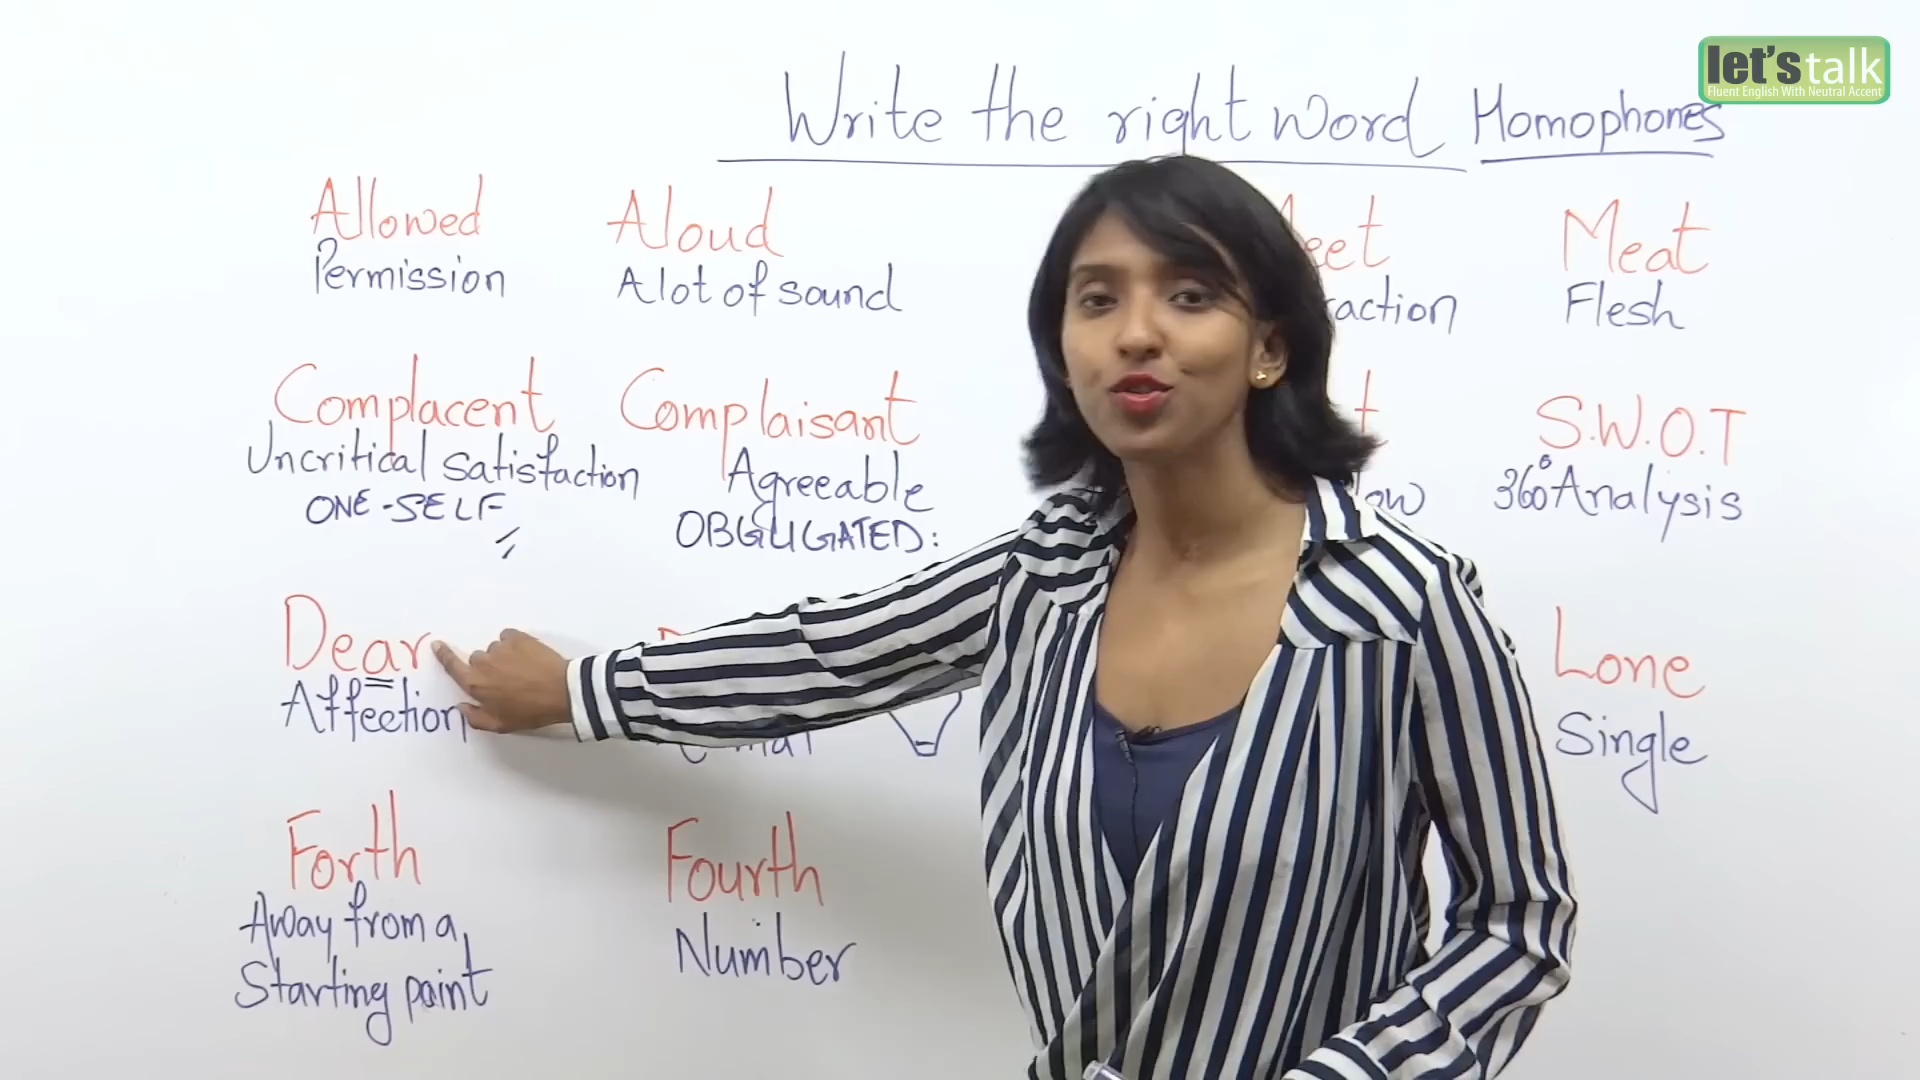 let's talk
Fluent English With Neutral Accent
Write the right word Homophones
Allowed Aloud Meat
Permission A lot of sound Flesh
Complacent Complaisant S.W.O.T
Uncritical satisfaction Agreeable 360° Analysis
ONE-SELF OBGLIGATED:
Dear Lone
Affection Single
Forth Fourth
Away from a Number
Starting point